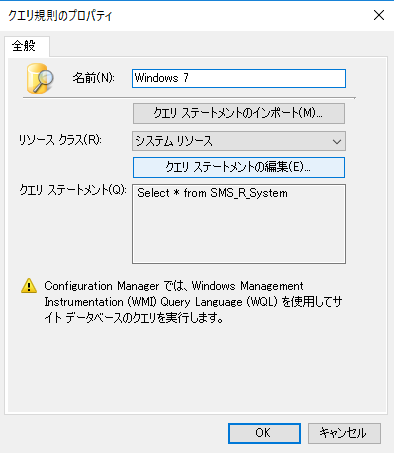 クエリ規則のプロパティ
全般
名前(N):
Windows 7
クエリ ステートメントのインポート(M)...
リソース クラス(R):
システム リソース
クエリ ステートメントの編集(E)...
クエリ ステートメント(Q):
Select * from SMS_R_System
Configuration Manager では、Windows Management
Instrumentation (WMI) Query Language (WQL) を使用してサ
イト データベースのクエリを実行します。
OK
キャンセル